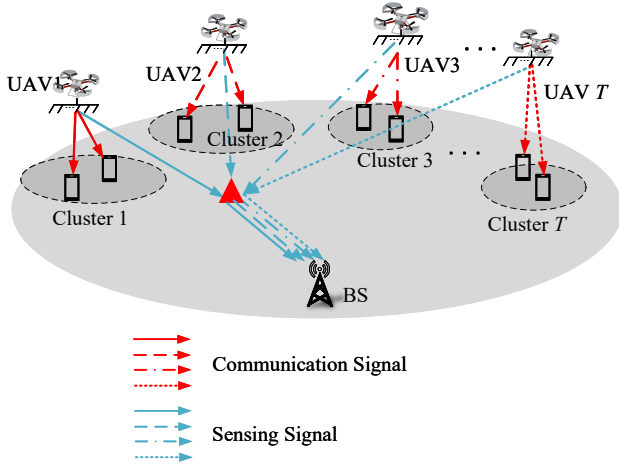 UAV1
UAV2
UAV3
. . .
UAV T
Cluster 1
Cluster 2
Cluster 3
. . .
Cluster T
BS
Communication Signal
Sensing Signal